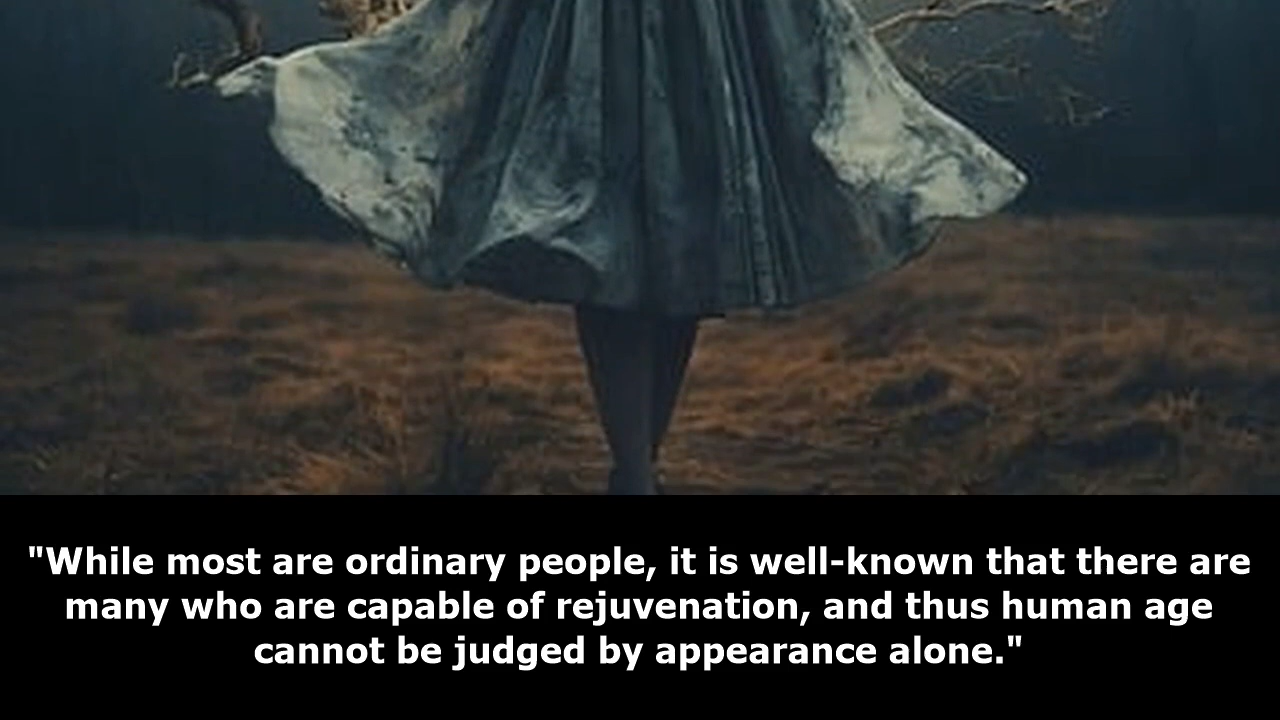 "While most are ordinary people, it is well-known that there are
many who are capable of rejuvenation, and thus human age
cannot be judged by appearance alone."